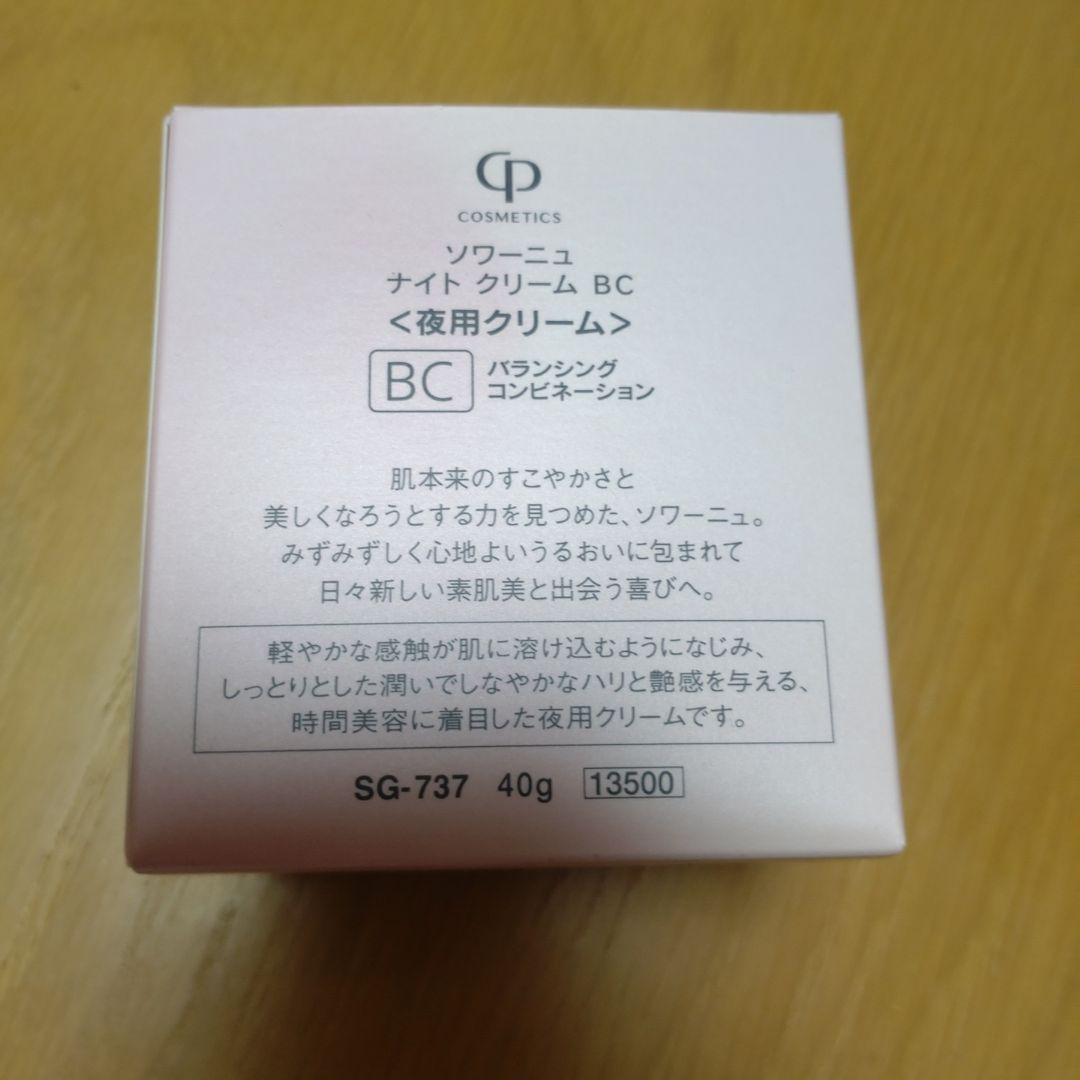 CP
COSMETICS
ソワーニュ
ナイト クリーム BC
<夜用クリーム>
BC バランシング
コンビネーション
肌本来のすこやかさと
美しくなろうとする力を見つめた、ソワーニュ。
みずみずしく心地よいうるおいに包まれて
日々新しい素肌美と出会う喜びへ。
軽やかな感触が肌に溶け込むようになじみ、
しっとりとした潤いでしなやかなハリと艶感を与える、
時間美容に着目した夜用クリームです。
SG-737 40g 13500